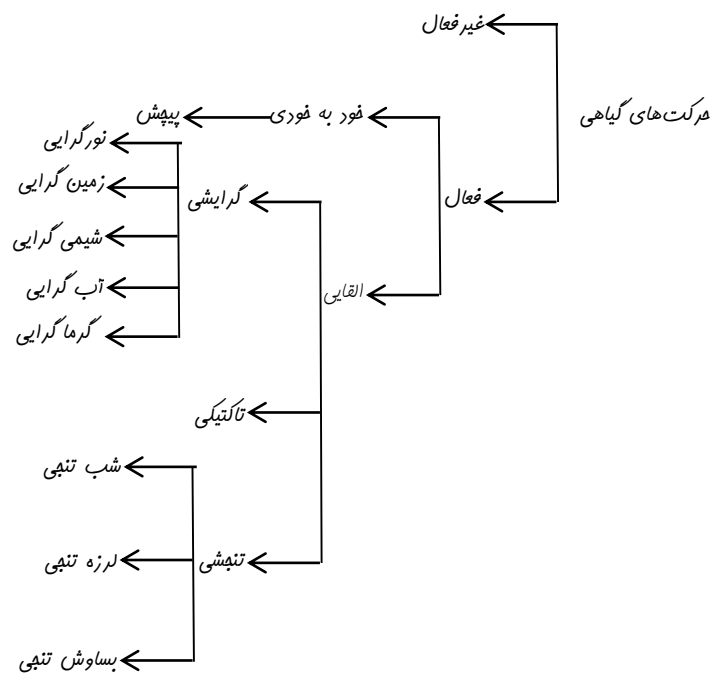 حرکت‌های گیاهی
غیرفعال
فعال
خود به خودی
پیچش
القایی
گرایشی
نورگرایی
زمین گرایی
شیمی گرایی
آب گرایی
گرما گرایی
تاکتیکی
تنجشی
شب تنجی
لرزه تنجی
بساوش تنجی